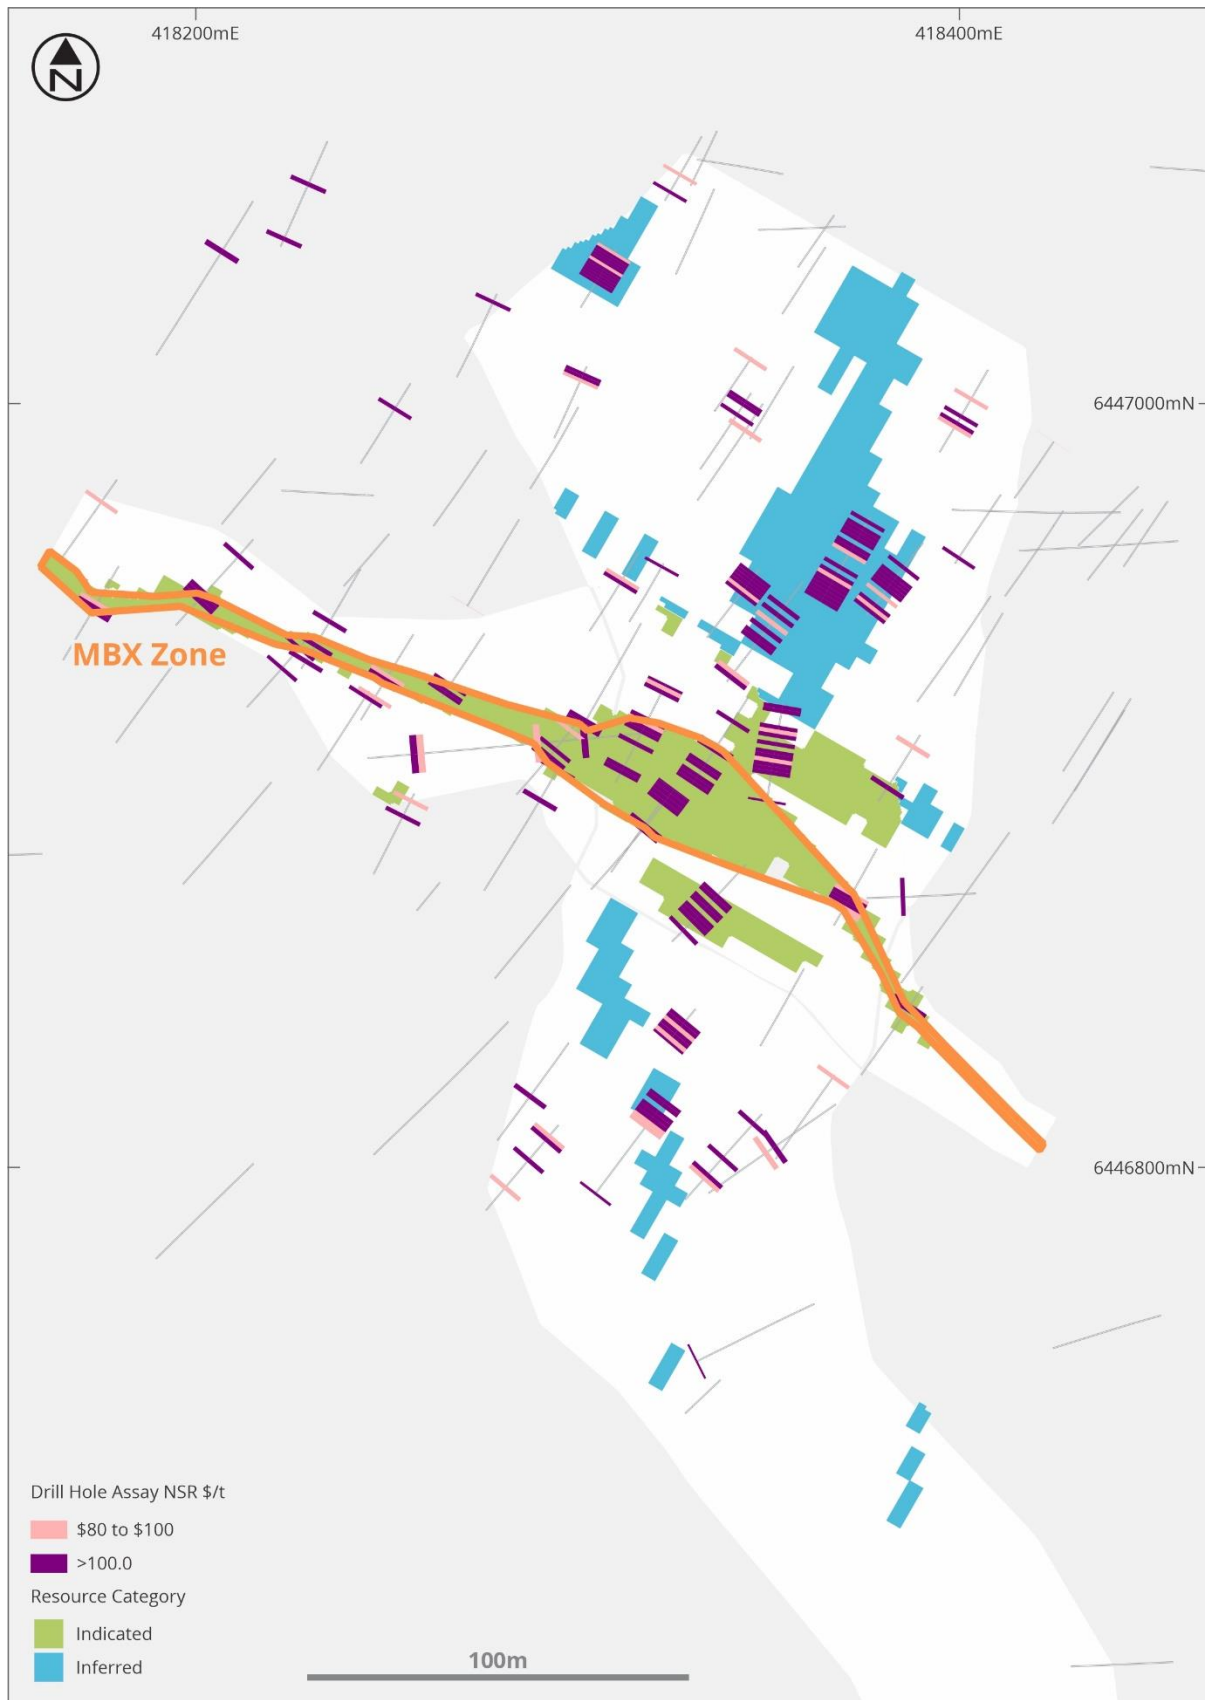 418200mE
418400mE
N
6447000mN
MBX Zone
6446800mN
Drill Hole Assay NSR $/t
$80 to $100
>100.0
Resource Category
Indicated
Inferred
100m